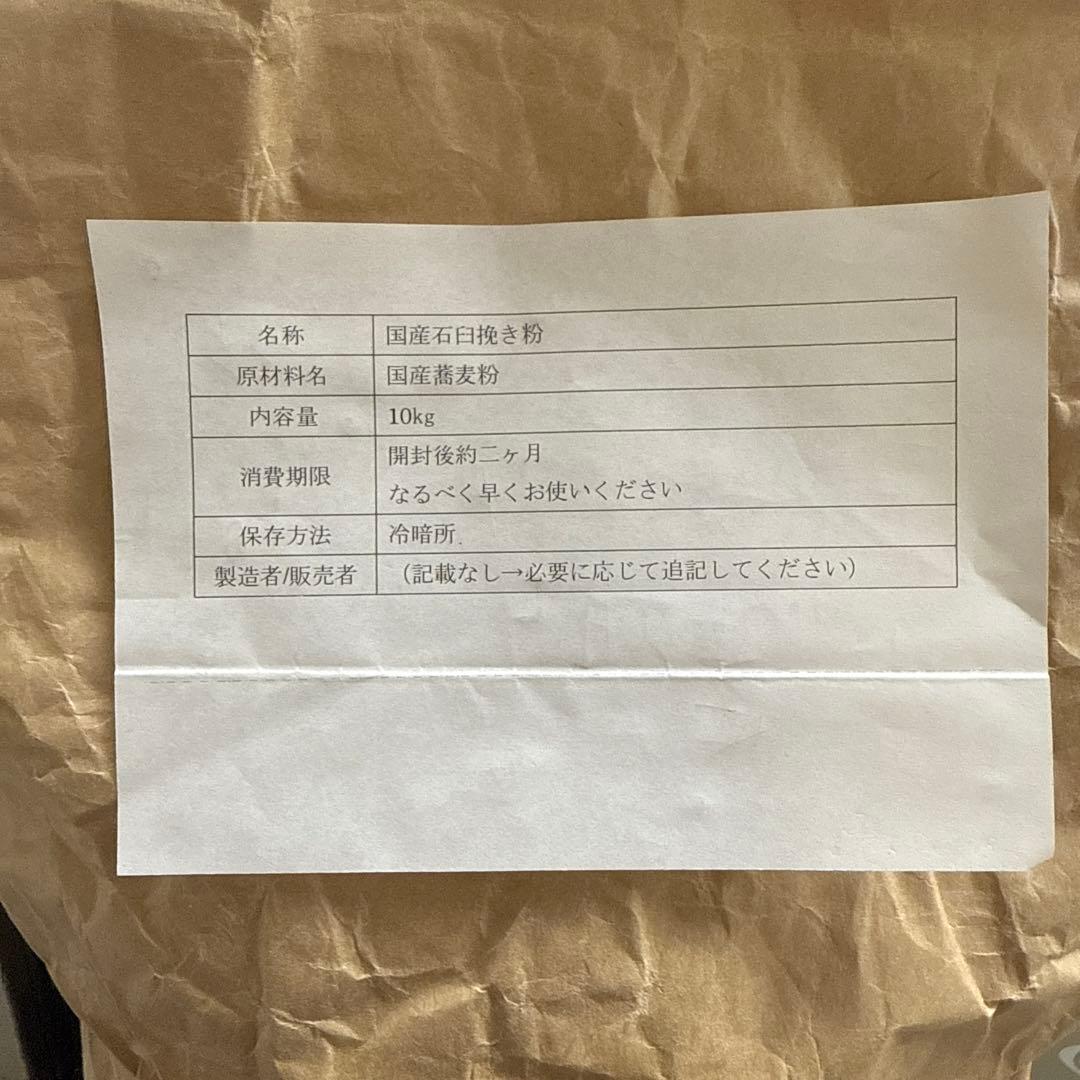 名称 国産石臼挽き粉
原材料名 国産蕎麦粉
内容量 10kg
消費期限 開封後約二ヶ月
なるべく早くお使いください
保存方法 冷暗所.
製造者/販売者 （記載なし→必要に応じて追記してください）